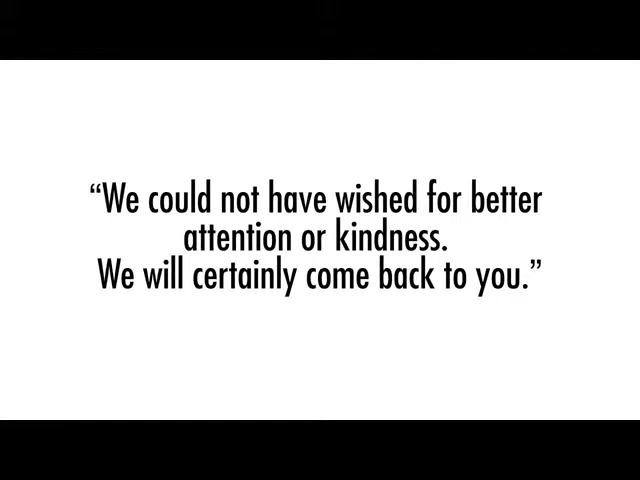 “We could not have wished for better
attention or kindness.
We will certainly come back to you.”